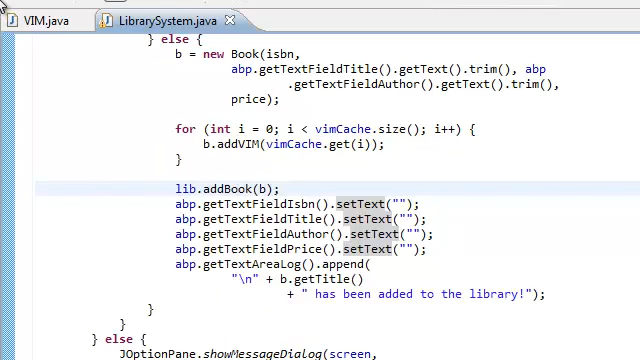 VIM.java LibrarySystem.java
} else {
b = new Book(isbn,
abp.getTextFieldTitle().getText().trim(), abp
.getTextFieldAuthor().getText().trim(),
price);
for (int i = 0; i < vimCache.size(); i++) {
b.addVIM(vimCache.get(i));
}
lib.addBook(b);
abp.getTextFieldIsbn().setText("");
abp.getTextFieldTitle().setText("");
abp.getTextFieldAuthor().setText("");
abp.getTextFieldPrice().setText("");
abp.getTextAreaLog().append(
"\n" + b.getTitle()
+ " has been added to the library!");
}
}
} else {
JOptionPane.showMessageDialog(screen,